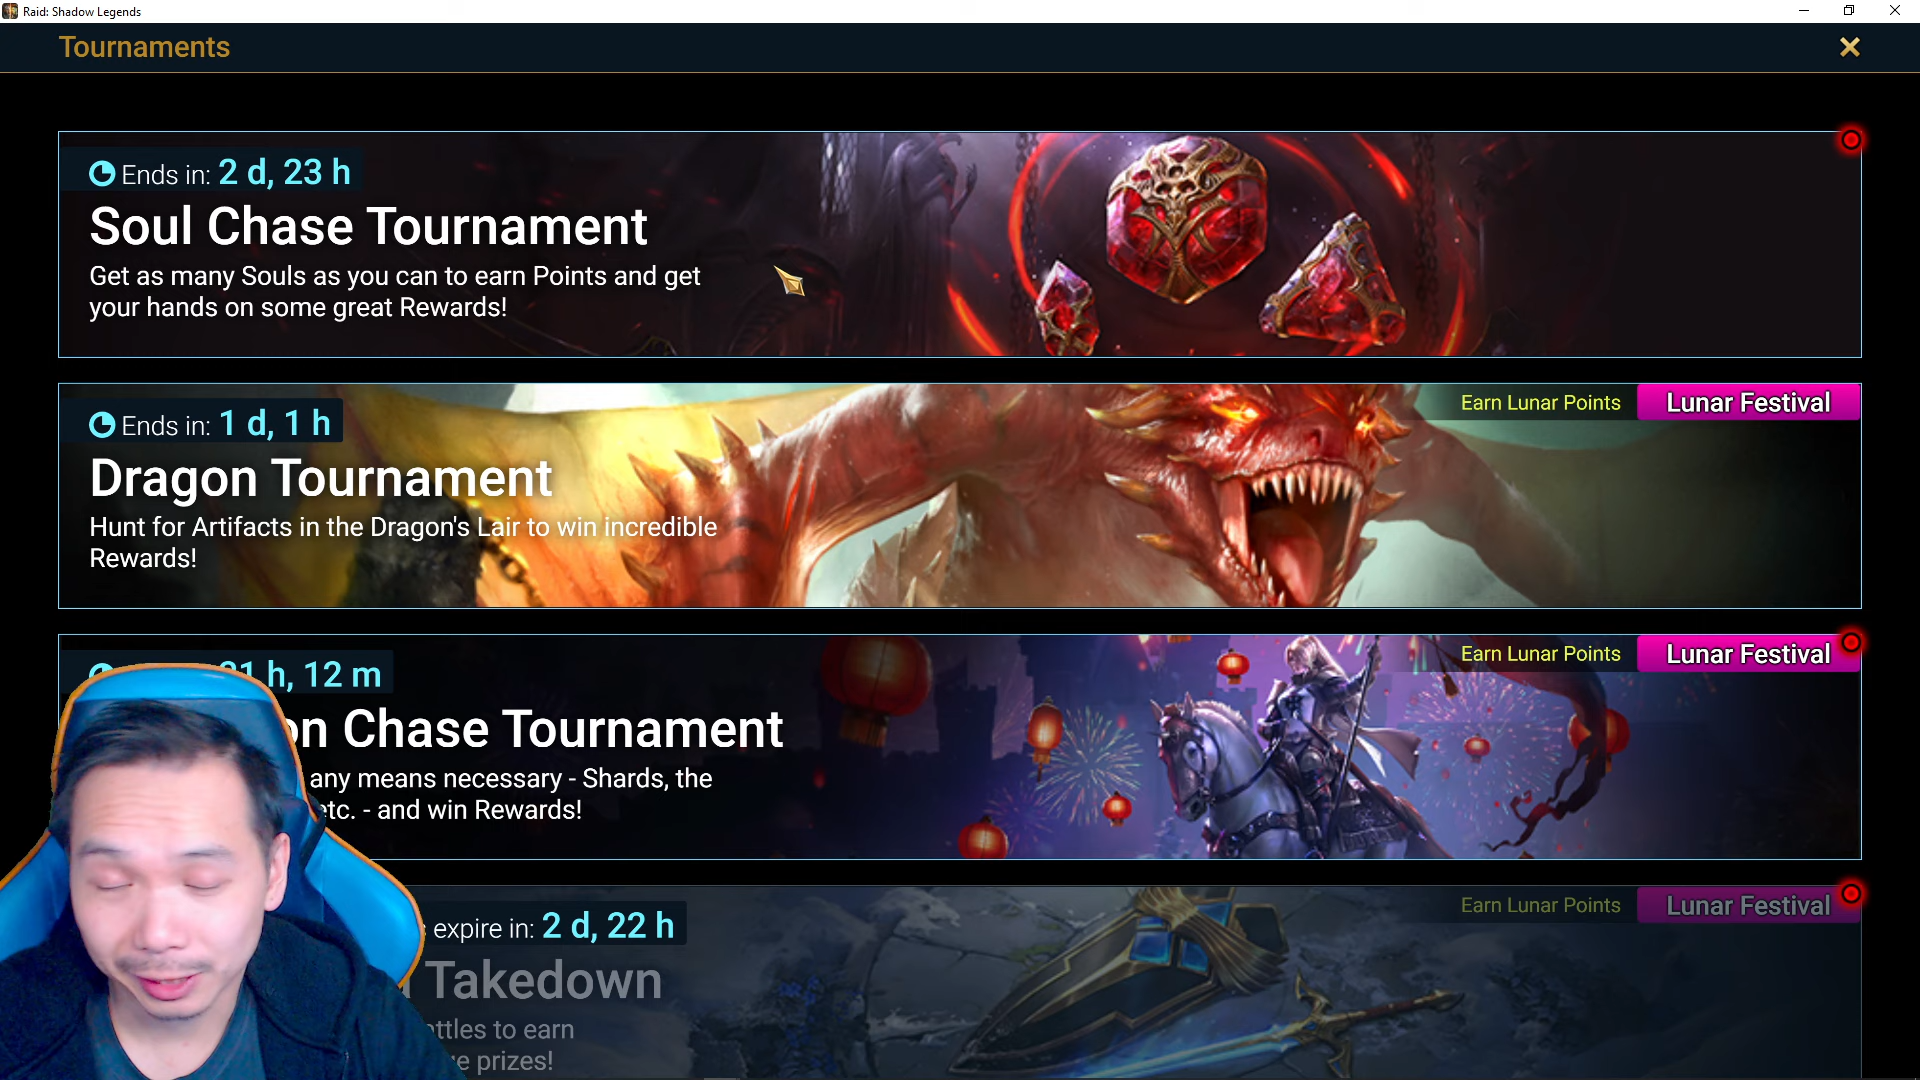 Raid: Shadow Legends
Tournaments
Ends in: 2 d, 23 h
Soul Chase Tournament
Get as many Souls as you can to earn Points and get
your hands on some great Rewards!
Earn Lunar Points
Lunar Festival
Ends in: 1 d, 1 h
Dragon Tournament
Hunt for Artifacts in the Dragon's Lair to win incredible
Rewards!
Earn Lunar Points
Lunar Festival
h, 12 m
Chase Tournament
any means necessary - Shards, the
etc. - and win Rewards!
Earn Lunar Points
Lunar Festival
expire in: 2 d, 22 h
Takedown
to earn
prizes!